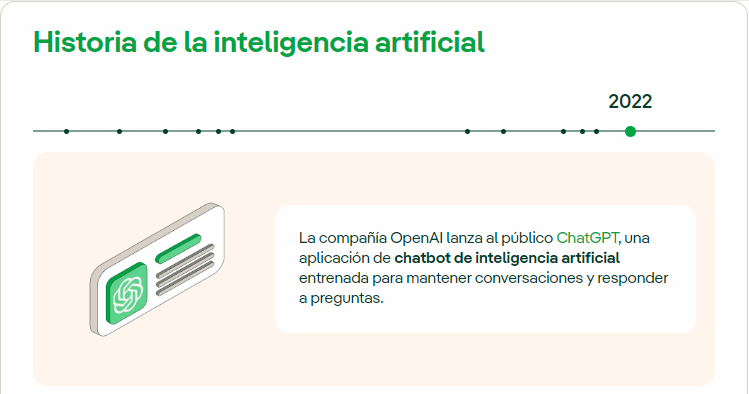 Historia de la inteligencia artificial
2022
La compañía OpenAI lanza al público ChatGPT, una
aplicación de chatbot de inteligencia artificial
entrenada para mantener conversaciones y responder
a preguntas.